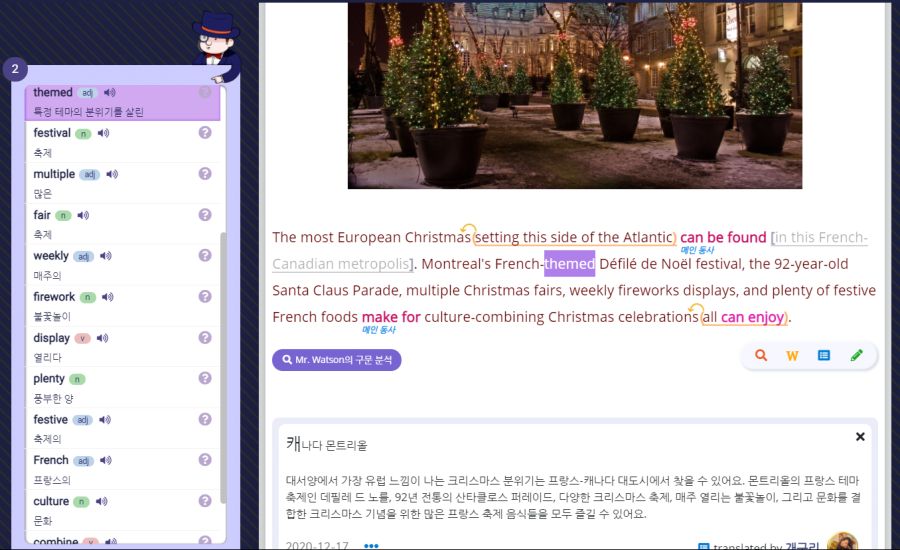 2
themed adj
특정 테마의 분위기를 살린
festival n
축제
multiple adj
많은
fair n
축제
weekly adj
매주의
firework n
불꽃놀이
display v
열리다
plenty n
풍부한 양
festive adj
축제의
French adj
프랑스의
culture n
문화
combine v
The most European Christmas (setting this side of the Atlantic) can be found [in this French-
메인 동사
Canadian metropolis]. Montreal's French-themed Défilé de Noël festival, the 92-year-old
Santa Claus Parade, multiple Christmas fairs, weekly fireworks displays, and plenty of festive
French foods make for culture-combining Christmas celebrations (all can enjoy).
메인 동사
Mr. Watson의 구문 분석
W
캐나다 몬트리올
대서양에서 가장 유럽 느낌이 나는 크리스마스 분위기는 프랑스-캐나다 대도시에서 찾을 수 있어요. 몬트리올의 프랑스 테마
축제인 데필레 드 노를, 92년 전통의 산타클로스 퍼레이드, 다양한 크리스마스 축제, 매주 열리는 불꽃놀이, 그리고 문화를 결
합한 크리스마스 기념을 위한 많은 프랑스 축제 음식들을 모두 즐길 수 있어요.
2020-12-17
translated by 개구리